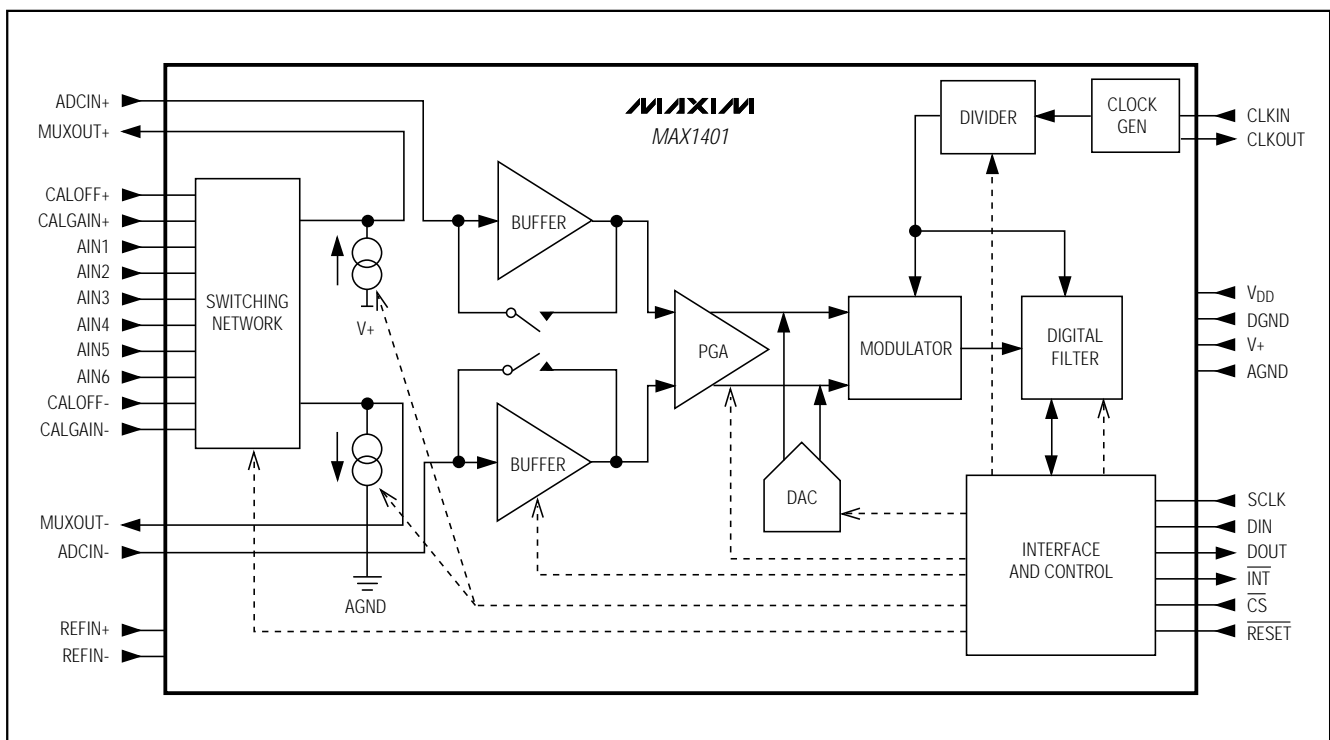 MAXIM
MAX1401
ADCIN+
MUXOUT+
CALOFF+
CALGAIN+
AIN1
AIN2
AIN3
AIN4
AIN5
AIN6
CALOFF-
CALGAIN-
MUXOUT-
ADCIN-
REFIN+
REFIN-
SWITCHING
NETWORK
V+
AGND
BUFFER
BUFFER
PGA
DAC
MODULATOR
DIVIDER
CLOCK
GEN
DIGITAL
FILTER
INTERFACE
AND CONTROL
CLKIN
CLKOUT
VDD
DGND
V+
AGND
SCLK
DIN
DOUT
INT
CS
RESET